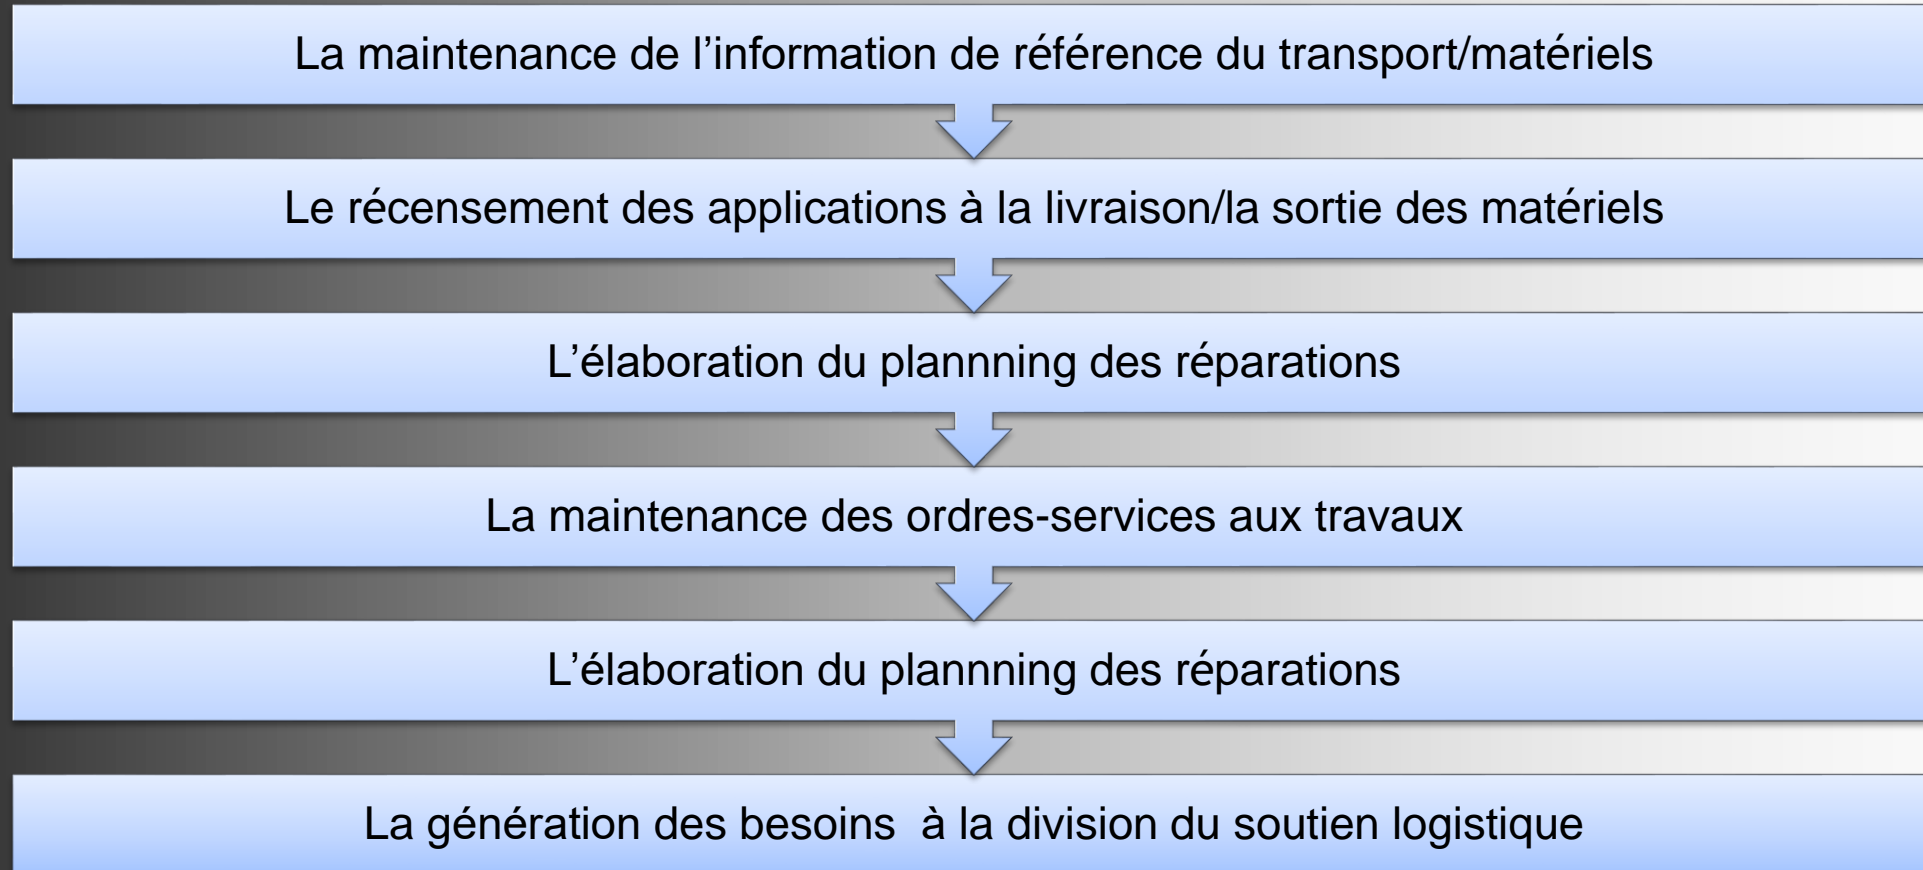 La maintenance de l’information de référence du transport/matériels
Le récensement des applications à la livraison/la sortie des matériels
L’élaboration du plannning des réparations
La maintenance des ordres-services aux travaux
L’élaboration du plannning des réparations
La génération des besoins  à la division du soutien logistique